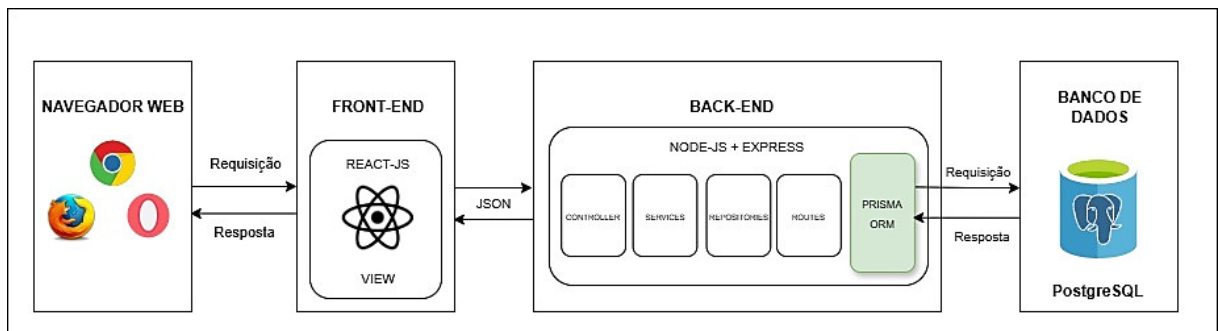 NAVEGADOR WEB
Requisição
Resposta
FRONT-END
REACT-JS
VIEW
JSON
BACK-END
NODE-JS + EXPRESS
CONTROLLER
SERVICES
REPOSITORIES
ROUTES
PRISMA
ORM
Requisição
Resposta
BANCO DE
DADOS
PostgreSQL